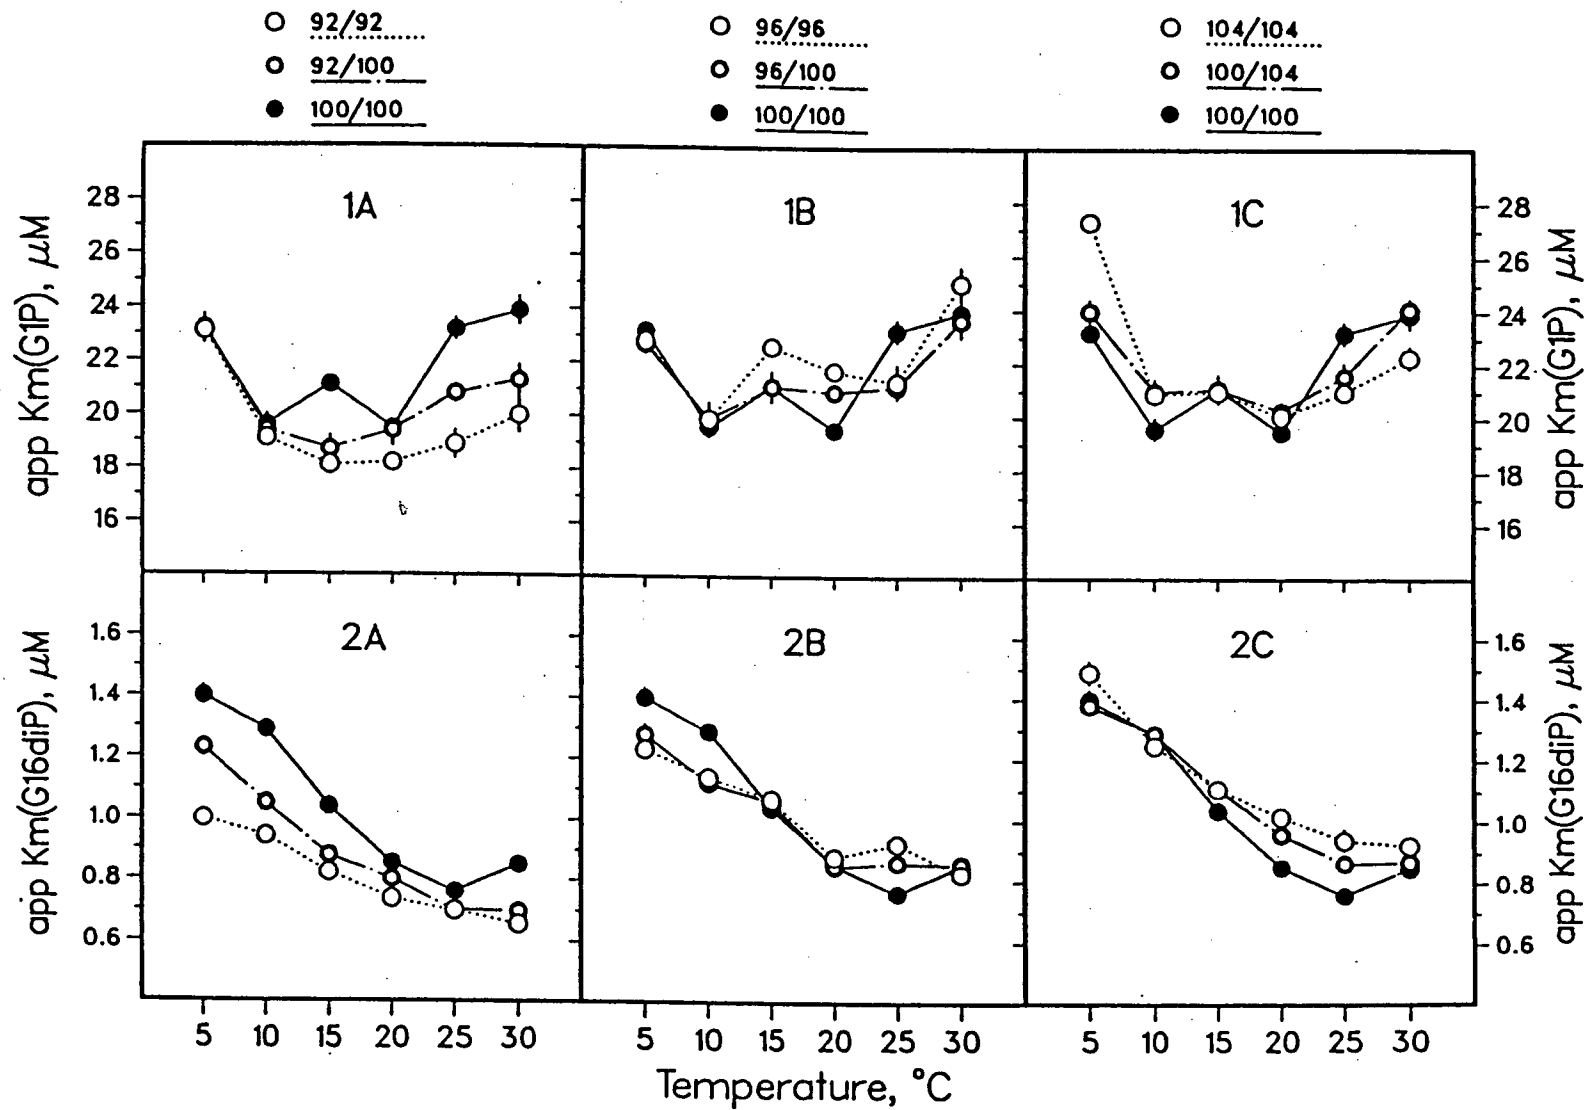 92/92 96/96 104/104
92/100 96/100 100/104
100/100 100/100 100/100
1A 1B 1C
28 28
26 26
24 24
22 22
20 20
18 18
16 16
app Km(G1P), μM
app Km(G1P), μM
2A 2B 2C
1.6 1.6
1.4 1.4
1.2 1.2
1.0 1.0
0.8 0.8
0.6 0.6
app Km(G16diP), μM
app Km(G16diP), μM
5 10 15 20 25 30 5 10 15 20 25 30 5 10 15 20 25 30
Temperature, °C